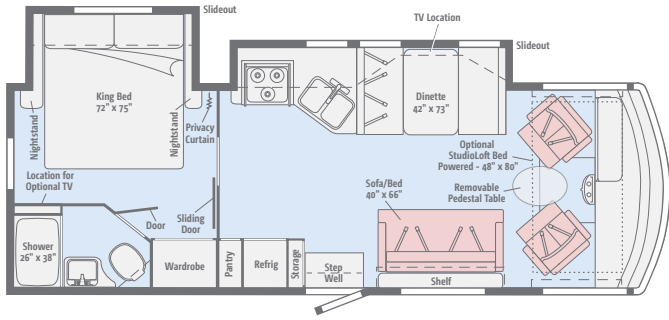 Slideout
TV Location
Slideout
King Bed
72" x 75"
Nightstand
Nightstand
Privacy
Curtain
Dinette
42" x 73"
Optional
StudioLoft Bed
Powered - 48" x 80"
Removable
Pedestal Table
Location for
Optional TV
Door
Sliding
Door
Sofa/Bed
40" x 66"
Shower
26" x 38"
Wardrobe
Pantry
Refrig
Storage
Step
Well
Shelf